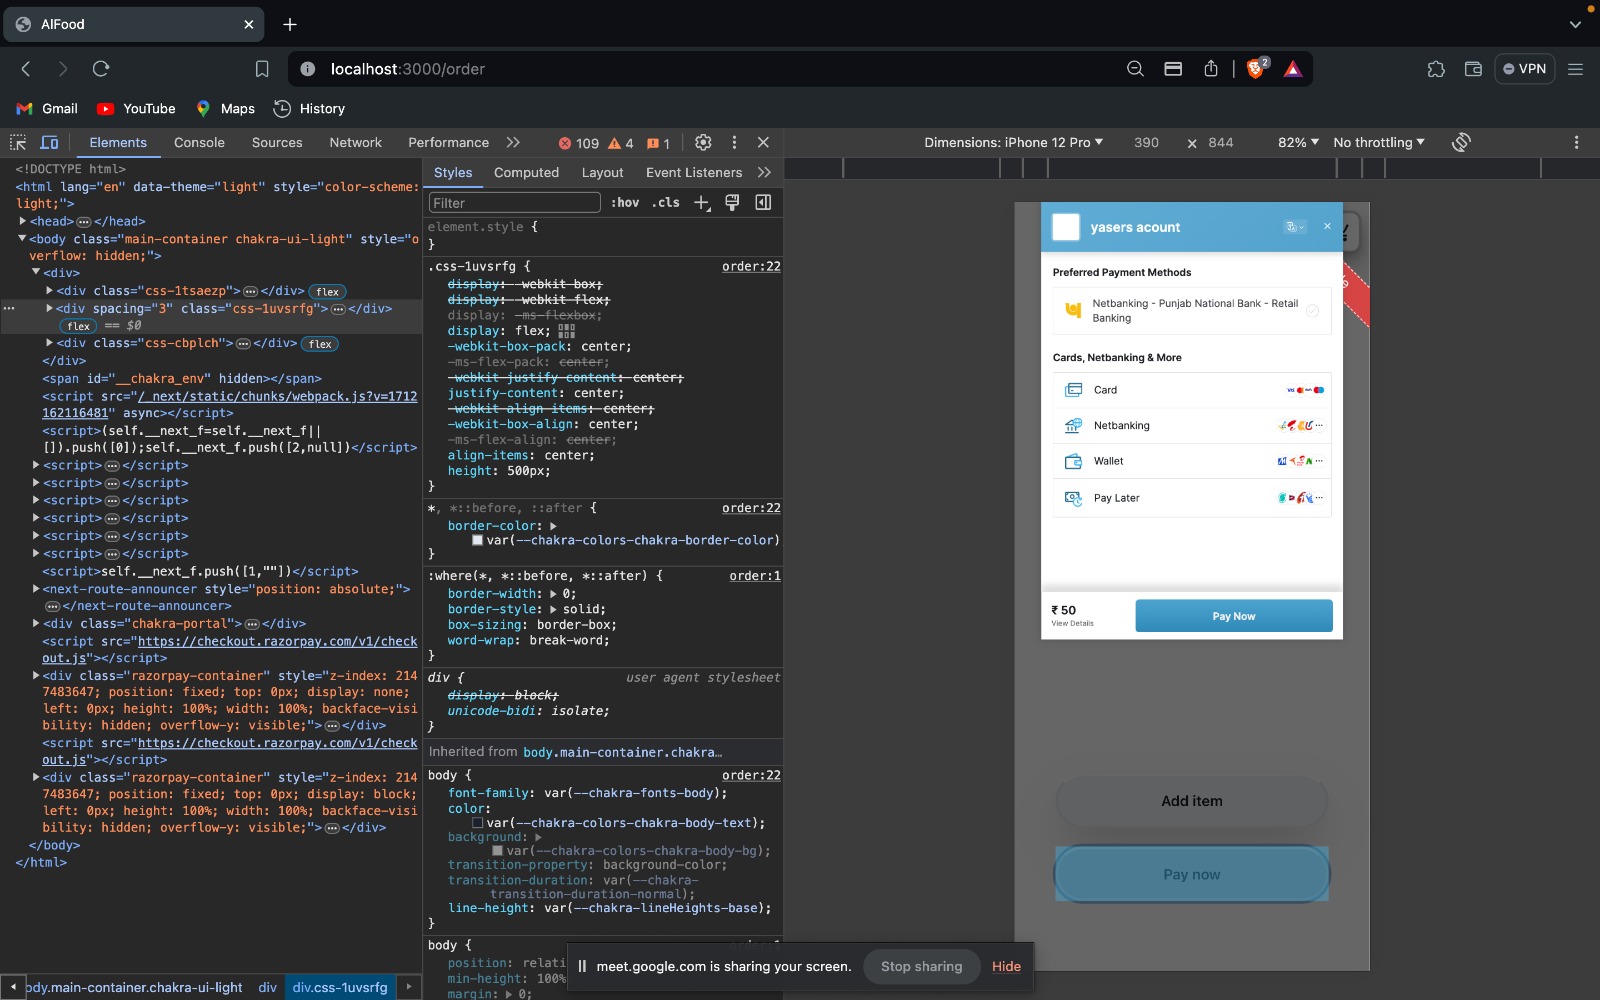 AIFood
localhost:3000/order
2
VPN
Gmail
YouTube
Maps
History
Elements
Console
Sources
Network
Performance
109
4
1
Dimensions: iPhone 12 Pro
390
×
844
82%
No throttling
<!DOCTYPE html>
<html lang="en" data-theme="light" style="color-scheme:
light;">
<head> ··· </head>
<body class="main-container chakra-ui-light" style="o
verflow: hidden;">
<div>
<div class="css-1tsaezp"> ··· </div> flex
··· <div spacing="3" class="css-1uvsrfg"> ··· </div>
flex == $0
<div class="css-cbplch"> ··· </div> flex
</div>
<span id="__chakra_env" hidden></span>
<script src="/_next/static/chunks/webpack.js?v=1712
162116481" async></script>
<script>(self.__next_f=self.__next_f||
[]).push([0]);self.__next_f.push([2,null])</script>
<script> ··· </script>
<script> ··· </script>
<script> ··· </script>
<script> ··· </script>
<script> ··· </script>
<script> ··· </script>
<script>self.__next_f.push([1,""])</script>
<next-route-announcer style="position: absolute;">
··· </next-route-announcer>
<div class="chakra-portal"> ··· </div>
<script src="https://checkout.razorpay.com/v1/check
out.js"></script>
<div class="razorpay-container" style="z-index: 214
7483647; position: fixed; top: 0px; display: none;
left: 0px; height: 100%; width: 100%; backface-visi
bility: hidden; overflow-y: visible;"> ··· </div>
<script src="https://checkout.razorpay.com/v1/check
out.js"></script>
<div class="razorpay-container" style="z-index: 214
7483647; position: fixed; top: 0px; display: block;
left: 0px; height: 100%; width: 100%; backface-visi
bility: hidden; overflow-y: visible;"> ··· </div>
</body>
</html>
ody.main-container.chakra-ui-light
div
div.css-1uvsrfg
Styles
Computed
Layout
Event Listeners
Filter
:hov
.cls
element.style {
}
.css-1uvsrfg {
order:22
display: -webkit-box;
display: -webkit-flex;
display: -ms-flexbox;
display: flex;
-webkit-box-pack: center;
-ms-flex-pack: center;
-webkit-justify-content: center;
justify-content: center;
-webkit-align-items: center;
-webkit-box-align: center;
-ms-flex-align: center;
align-items: center;
height: 500px;
}
*, *::before, ::after {
order:22
border-color:
var(--chakra-colors-chakra-border-color)
}
:where(*, *::before, *::after) {
order:1
border-width: 0;
border-style: solid;
box-sizing: border-box;
word-wrap: break-word;
}
div {
user agent stylesheet
display: block;
unicode-bidi: isolate;
}
Inherited from body.main-container.chakra…
body {
order:22
font-family: var(--chakra-fonts-body);
color:
var(--chakra-colors-chakra-body-text);
background:
var(--chakra-colors-chakra-body-bg);
transition-property: background-color;
transition-duration: var(--chakra-
transition-duration-normal);
line-height: var(--chakra-lineHeights-base);
}
body {
order:1
position: relati
min-height: 100%
margin: 0;
meet.google.com is sharing your screen.
Stop sharing
Hide
yasers acount
Preferred Payment Methods
Netbanking - Punjab National Bank - Retail
Banking
Cards, Netbanking & More
Card
VISA
Netbanking
Wallet
Pay Later
₹ 50
View Details
Pay Now
Add item
Pay now